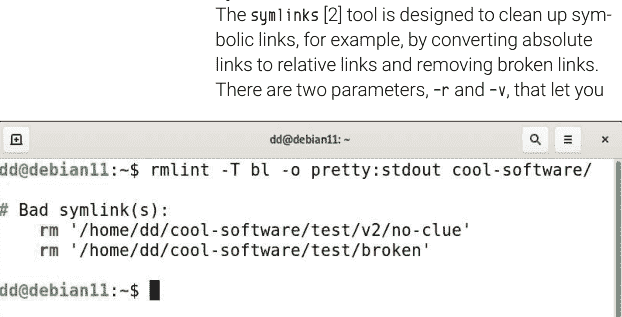 The symlinks [2] tool is designed to clean up sym-
bolic links, for example, by converting absolute
links to relative links and removing broken links.
There are two parameters, -r and -v, that let you
dd@debian11: ~
dd@debian11:~$ rmlint -T bl -o pretty:stdout cool-software/
# Bad symlink(s):
    rm '/home/dd/cool-software/test/v2/no-clue'
    rm '/home/dd/cool-software/test/broken'
dd@debian11:~$